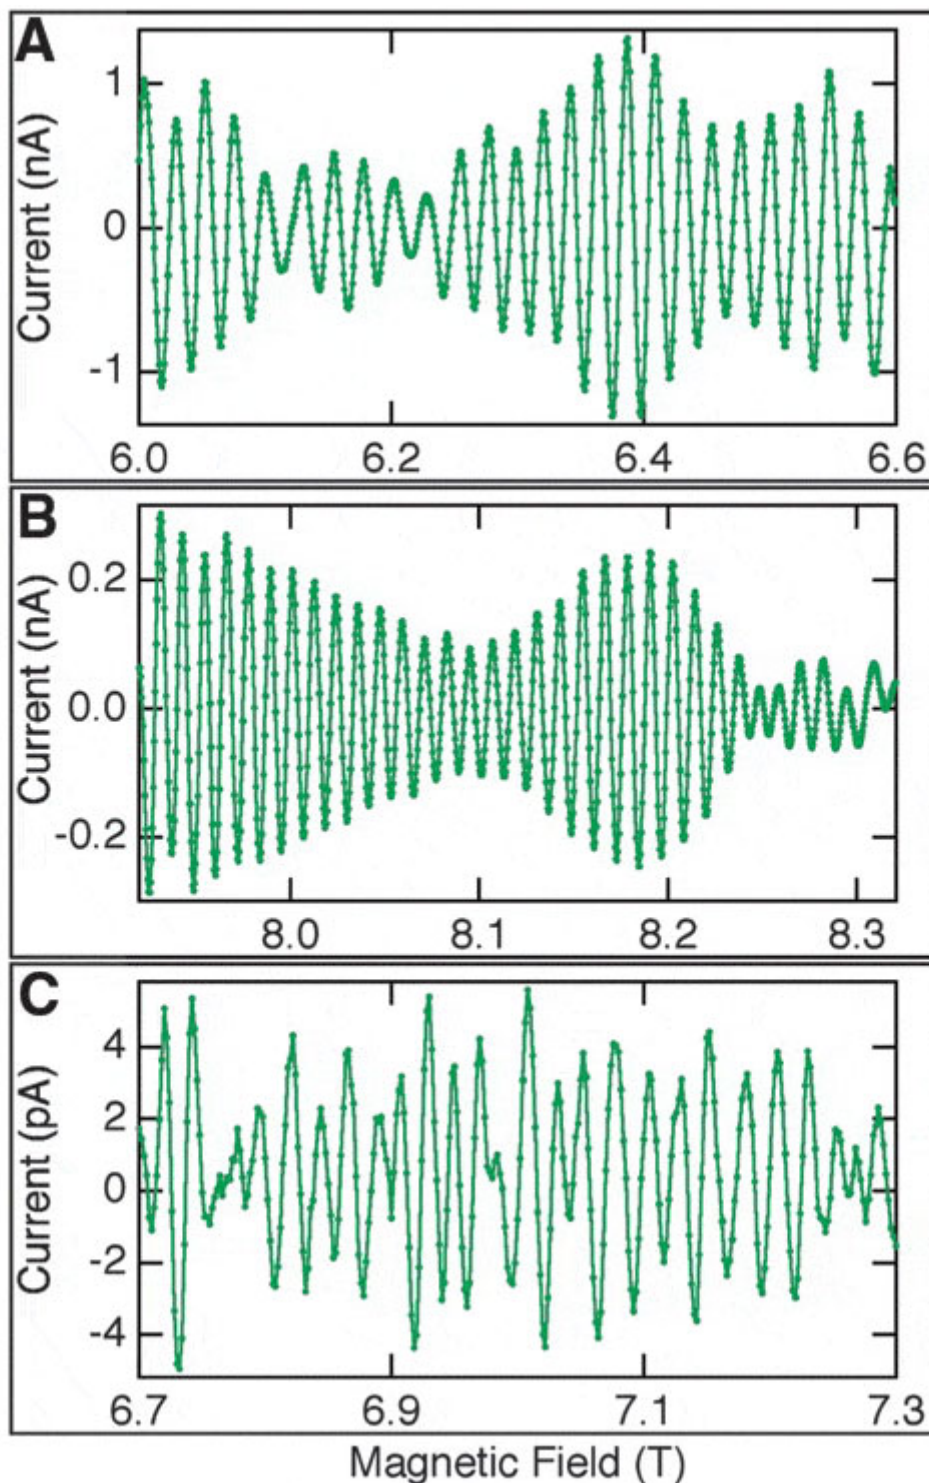 A
Current (nA)
1
0
-1
6.0 6.2 6.4 6.6
B
Current (nA)
0.2
0.0
-0.2
8.0 8.1 8.2 8.3
C
Current (pA)
4
2
0
-2
-4
6.7 6.9 7.1 7.3
Magnetic Field (T)